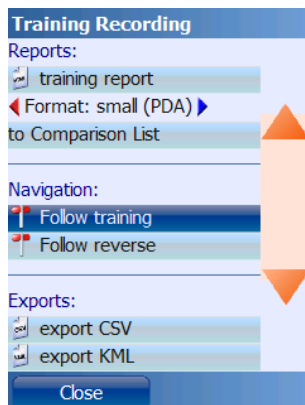 Training Recording
Reports:
training report
Format: small (PDA)
to Comparison List
Navigation:
Follow training
Follow reverse
Exports:
export CSV
export KML
Close